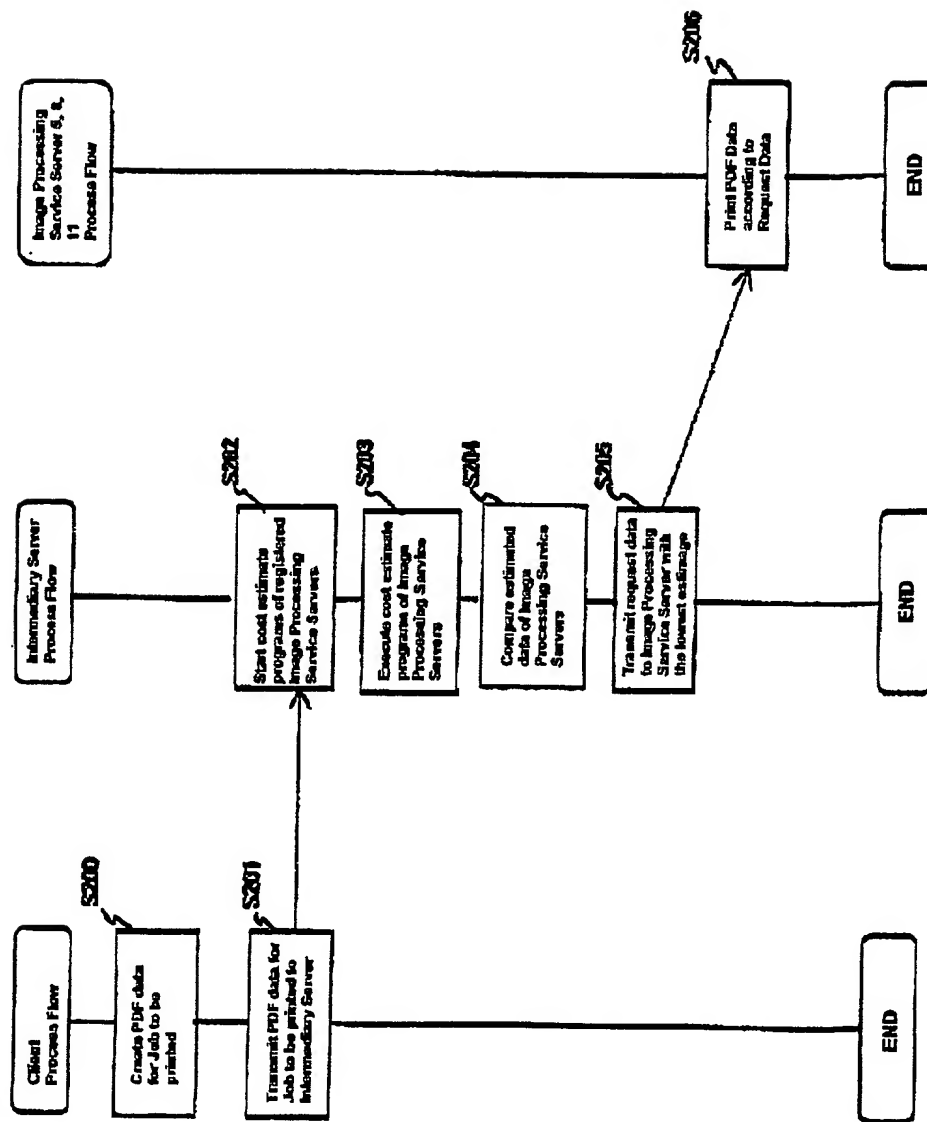 Client
Process Flow
S200
Create PDF data
for Job to be
printed
S201
Transmit PDF data for
Job to be printed to
Intermediary Server
END
Intermediary Server
Process Flow
S202
Start cost estimate
programs of registered
Image Processing
Service Servers.
S203
Execute cost estimate
programs of Image
Processing Service
Servers
S204
Compare estimated
data of Image
Processing Service
Servers
S205
Transmit request data
to Image Processing
Service Server with
the lowest estimate
END
Image Processing
Service Server 5, 8,
11
Process Flow
S206
Print PDF Data
according to
Request Data
END